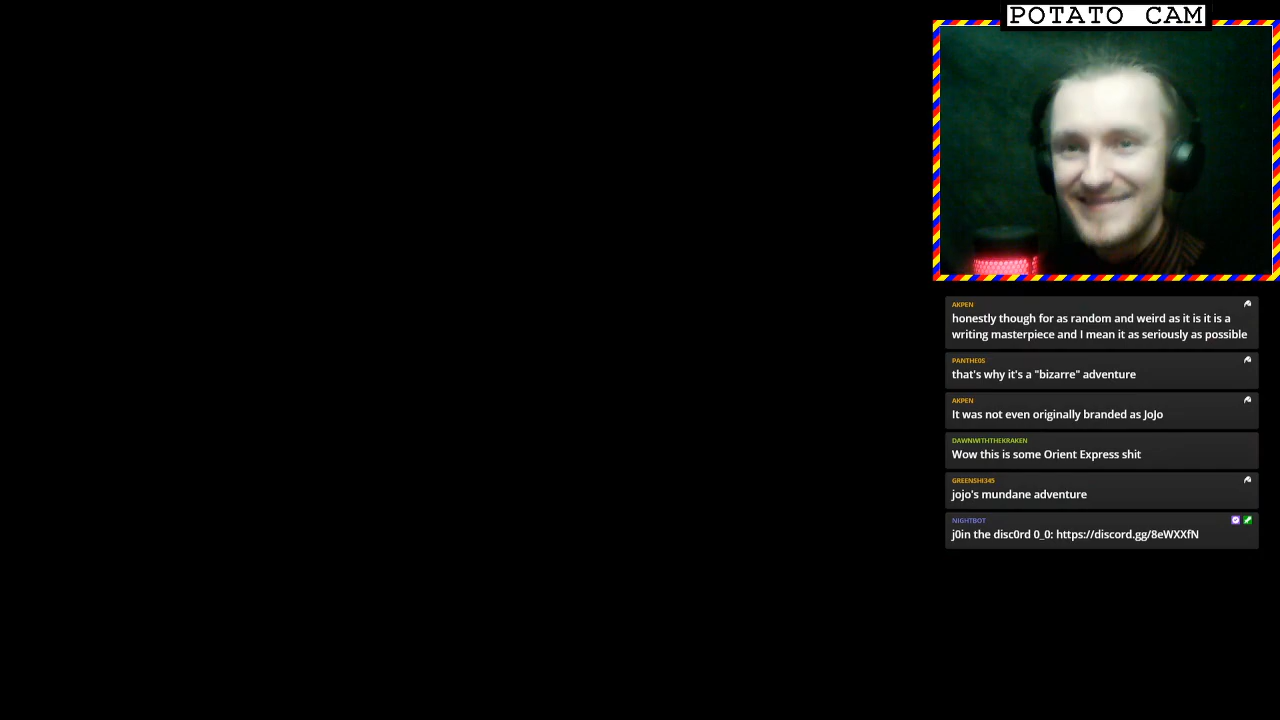 POTATO CAM
AKPEN
honestly though for as random and weird as it is it is a
writing masterpiece and I mean it as seriously as possible
PANTHE0S
that's why it's a "bizarre" adventure
AKPEN
It was not even originally branded as JoJo
DAWNWITHTHEKRAKEN
Wow this is some Orient Express shit
GREENSHI345
jojo's mundane adventure
NIGHTBOT
j0in the disc0rd 0_0: https://discord.gg/8eWXXfN